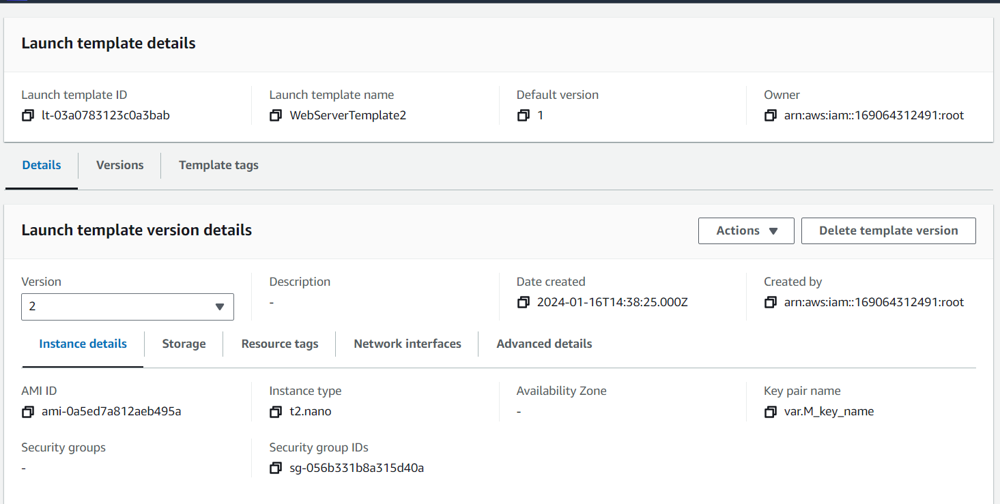 Launch template details
Launch template ID
Launch template name
Default version
Owner
lt-03a0783123c0a3bab
WebServerTemplate2
1
arn:aws:iam::169064312491:root
Details
Versions
Template tags
Launch template version details
Actions
Delete template version
Version
Description
Date created
Created by
2
-
2024-01-16T14:38:25.000Z
arn:aws:iam::169064312491:root
Instance details
Storage
Resource tags
Network interfaces
Advanced details
AMI ID
Instance type
Availability Zone
Key pair name
ami-0a5ed7a812aeb495a
t2.nano
-
var.M_key_name
Security groups
Security group IDs
-
sg-056b331b8a315d40a